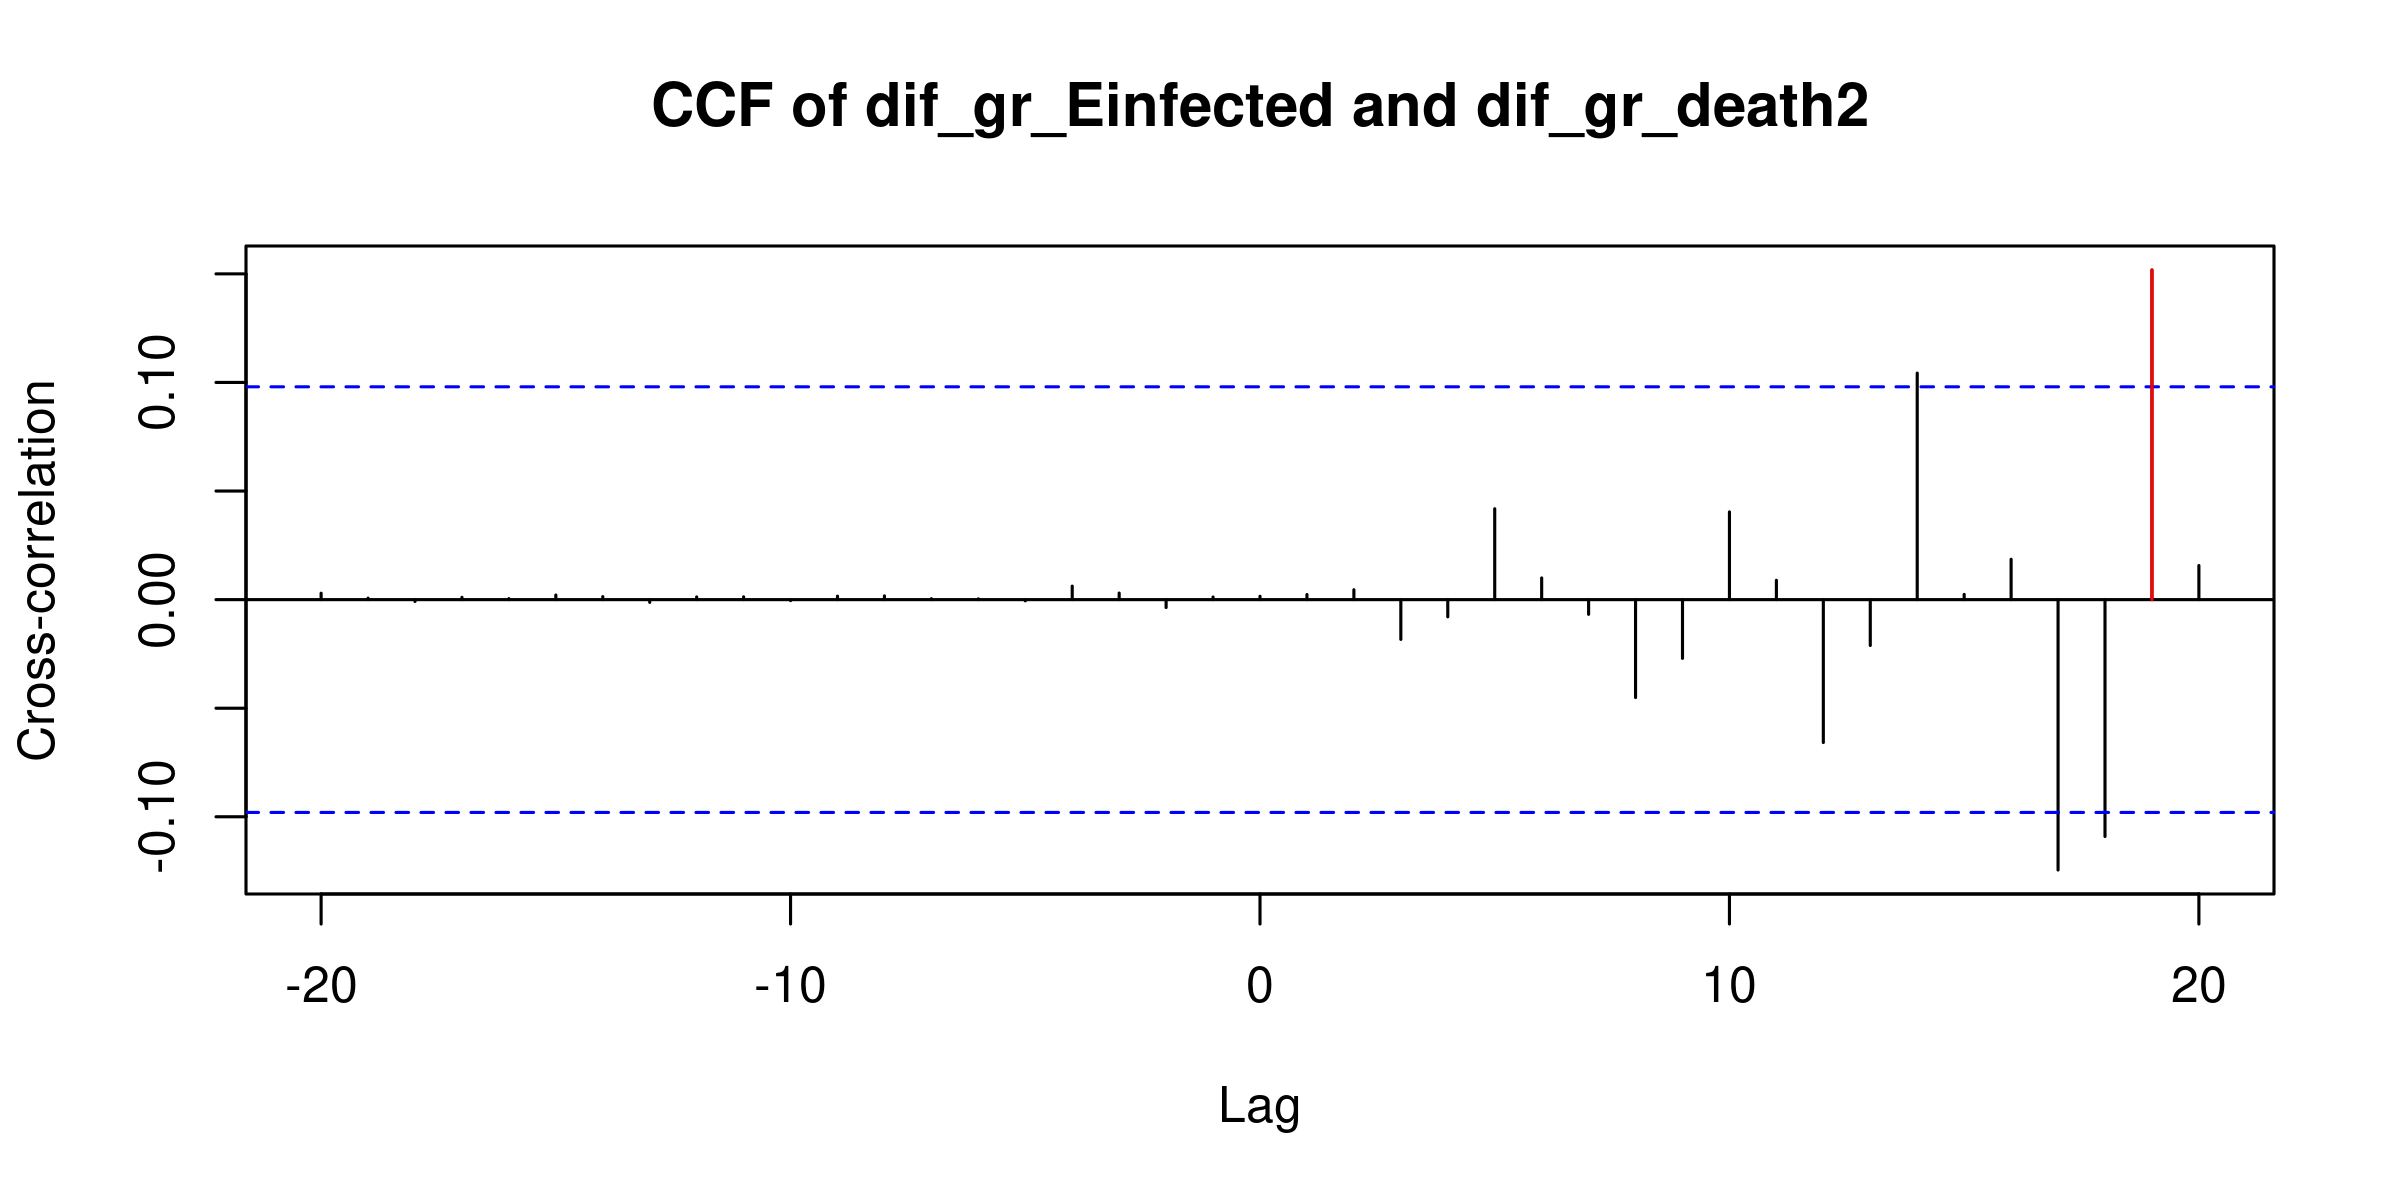 CCF of dif_gr_Einfected and dif_gr_death2
Cross-correlation
0.10
0.00
-0.10
-20
-10
0
10
20
Lag